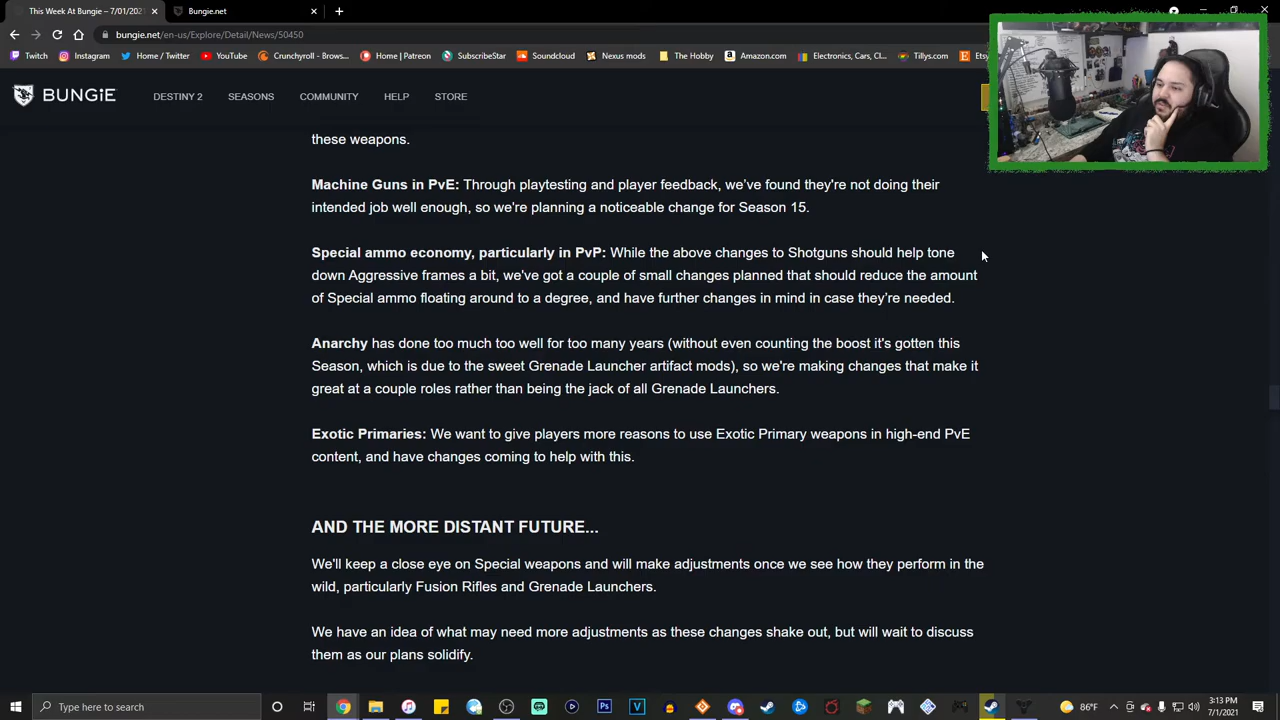 This Week At Bungie – 7/01/2021
Bungie.net
bungie.net/en-us/Explore/Detail/News/50450
Twitch
Instagram
Home / Twitter
YouTube
Crunchyroll - Brows...
Home | Patreon
SubscribeStar
Soundcloud
Nexus mods
The Hobby
Amazon.com
Electronics, Cars, Cl...
Tillys.com
BUNGiE
DESTINY 2
SEASONS
COMMUNITY
HELP
STORE
these weapons.
Machine Guns in PvE: Through playtesting and player feedback, we've found they're not doing their
intended job well enough, so we're planning a noticeable change for Season 15.
Special ammo economy, particularly in PvP: While the above changes to Shotguns should help tone
down Aggressive frames a bit, we've got a couple of small changes planned that should reduce the amount
of Special ammo floating around to a degree, and have further changes in mind in case they're needed.
Anarchy has done too much too well for too many years (without even counting the boost it's gotten this
Season, which is due to the sweet Grenade Launcher artifact mods), so we're making changes that make it
great at a couple roles rather than being the jack of all Grenade Launchers.
Exotic Primaries: We want to give players more reasons to use Exotic Primary weapons in high-end PvE
content, and have changes coming to help with this.
AND THE MORE DISTANT FUTURE...
We'll keep a close eye on Special weapons and will make adjustments once we see how they perform in the
wild, particularly Fusion Rifles and Grenade Launchers.
We have an idea of what may need more adjustments as these changes shake out, but will wait to discuss
them as our plans solidify.
Type here to search
86°F
3:13 PM
7/1/2021